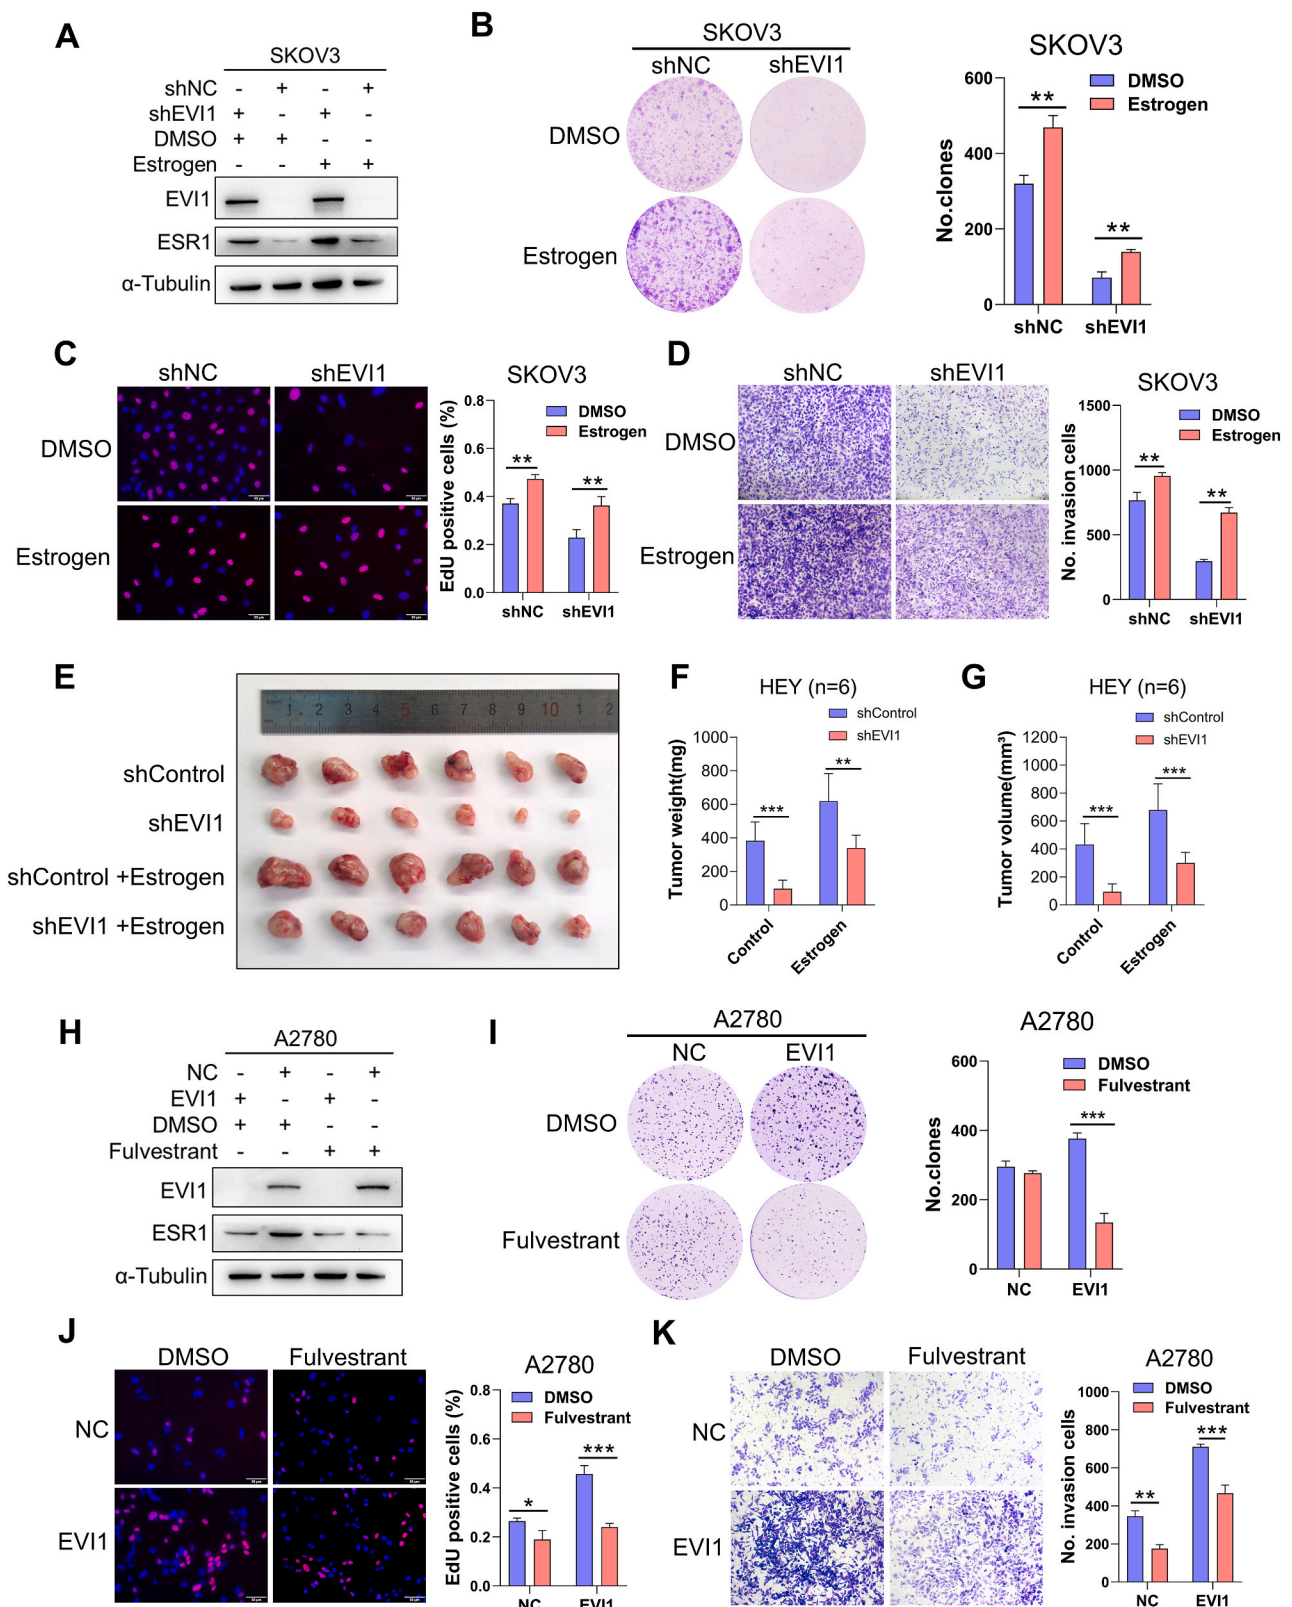 A
SKOV3
shNC - + - +
shEVI1 + - + -
DMSO + + - -
Estrogen - - + +
EVI1
ESR1
α-Tubulin
B
SKOV3
shNC shEVI1
DMSO
Estrogen
SKOV3
DMSO
Estrogen
No.clones
600
400
200
0
**
**
shNC shEVI1
C
shNC shEVI1
DMSO
Estrogen
SKOV3
DMSO
Estrogen
EdU positive cells (%)
0.8
0.6
0.4
0.2
0.0
**
**
shNC shEVI1
D
shNC shEVI1
DMSO
Estrogen
SKOV3
DMSO
Estrogen
No. invasion cells
1500
1000
500
0
**
**
shNC shEVI1
E
1 2 3 4 5 6 7 8 9 10 1 2
shControl
shEVI1
shControl +Estrogen
shEVI1 +Estrogen
F
HEY (n=6)
shControl
shEVI1
Tumor weight(mg)
1000
800
600
400
200
0
***
**
Control Estrogen
G
HEY (n=6)
shControl
shEVI1
Tumor volume(mm³)
1200
1000
800
600
400
200
0
***
***
Control Estrogen
H
A2780
NC - + - +
EVI1 + - + -
DMSO + + - -
Fulvestrant - - + +
EVI1
ESR1
α-Tubulin
I
A2780
NC EVI1
DMSO
Fulvestrant
A2780
DMSO
Fulvestrant
No.clones
600
400
200
0
***
NC EVI1
J
DMSO Fulvestrant
NC
EVI1
A2780
DMSO
Fulvestrant
EdU positive cells (%)
0.8
0.6
0.4
0.2
0.0
*
***
NC EVI1
K
DMSO Fulvestrant
NC
EVI1
A2780
DMSO
Fulvestrant
No. invasion cells
1000
800
600
400
200
0
**
***
NC EVI1